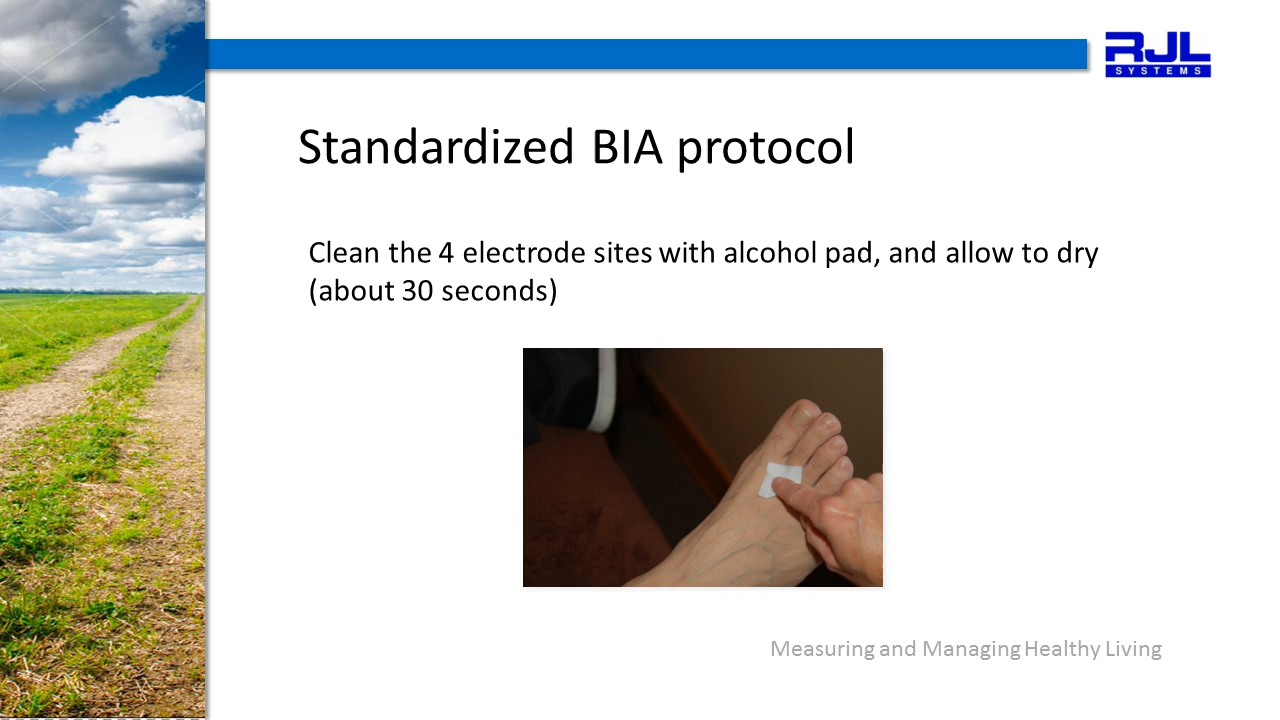 RJL
SYSTEMS
Standardized BIA protocol
Clean the 4 electrode sites with alcohol pad, and allow to dry
(about 30 seconds)
Measuring and Managing Healthy Living